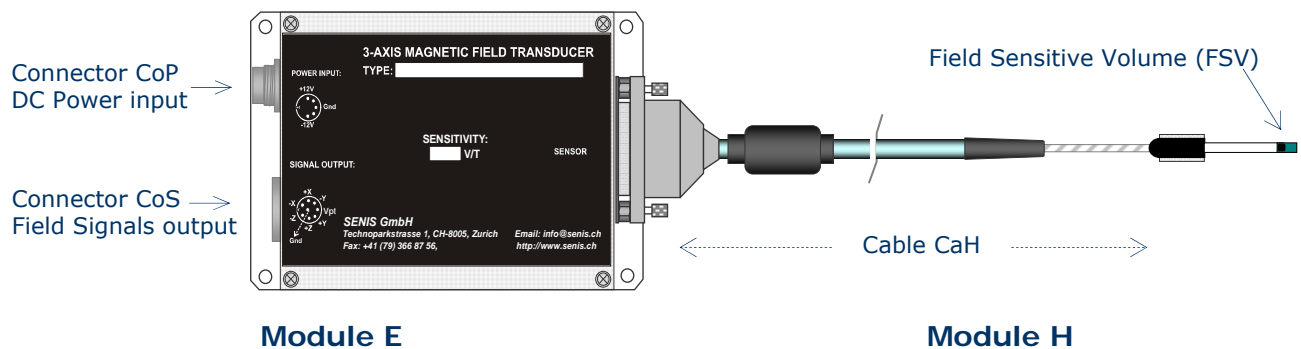 Connector CoP
DC Power input
Connector CoS
Field Signals output
3-AXIS MAGNETIC FIELD TRANSDUCER
TYPE:
POWER INPUT:
+12V
Gnd
-12V
SENSITIVITY:
V/T
SENSOR
SIGNAL OUTPUT:
+X
-X
-Y
Vpt
-Z
+Y
+Z
Gnd
SENIS GmbH
Technoparkstrasse 1, CH-8005, Zurich Email: info@senis.ch
Fax: +41 (79) 366 87 56, http://www.senis.ch
Field Sensitive Volume (FSV)
Cable CaH
Module E
Module H